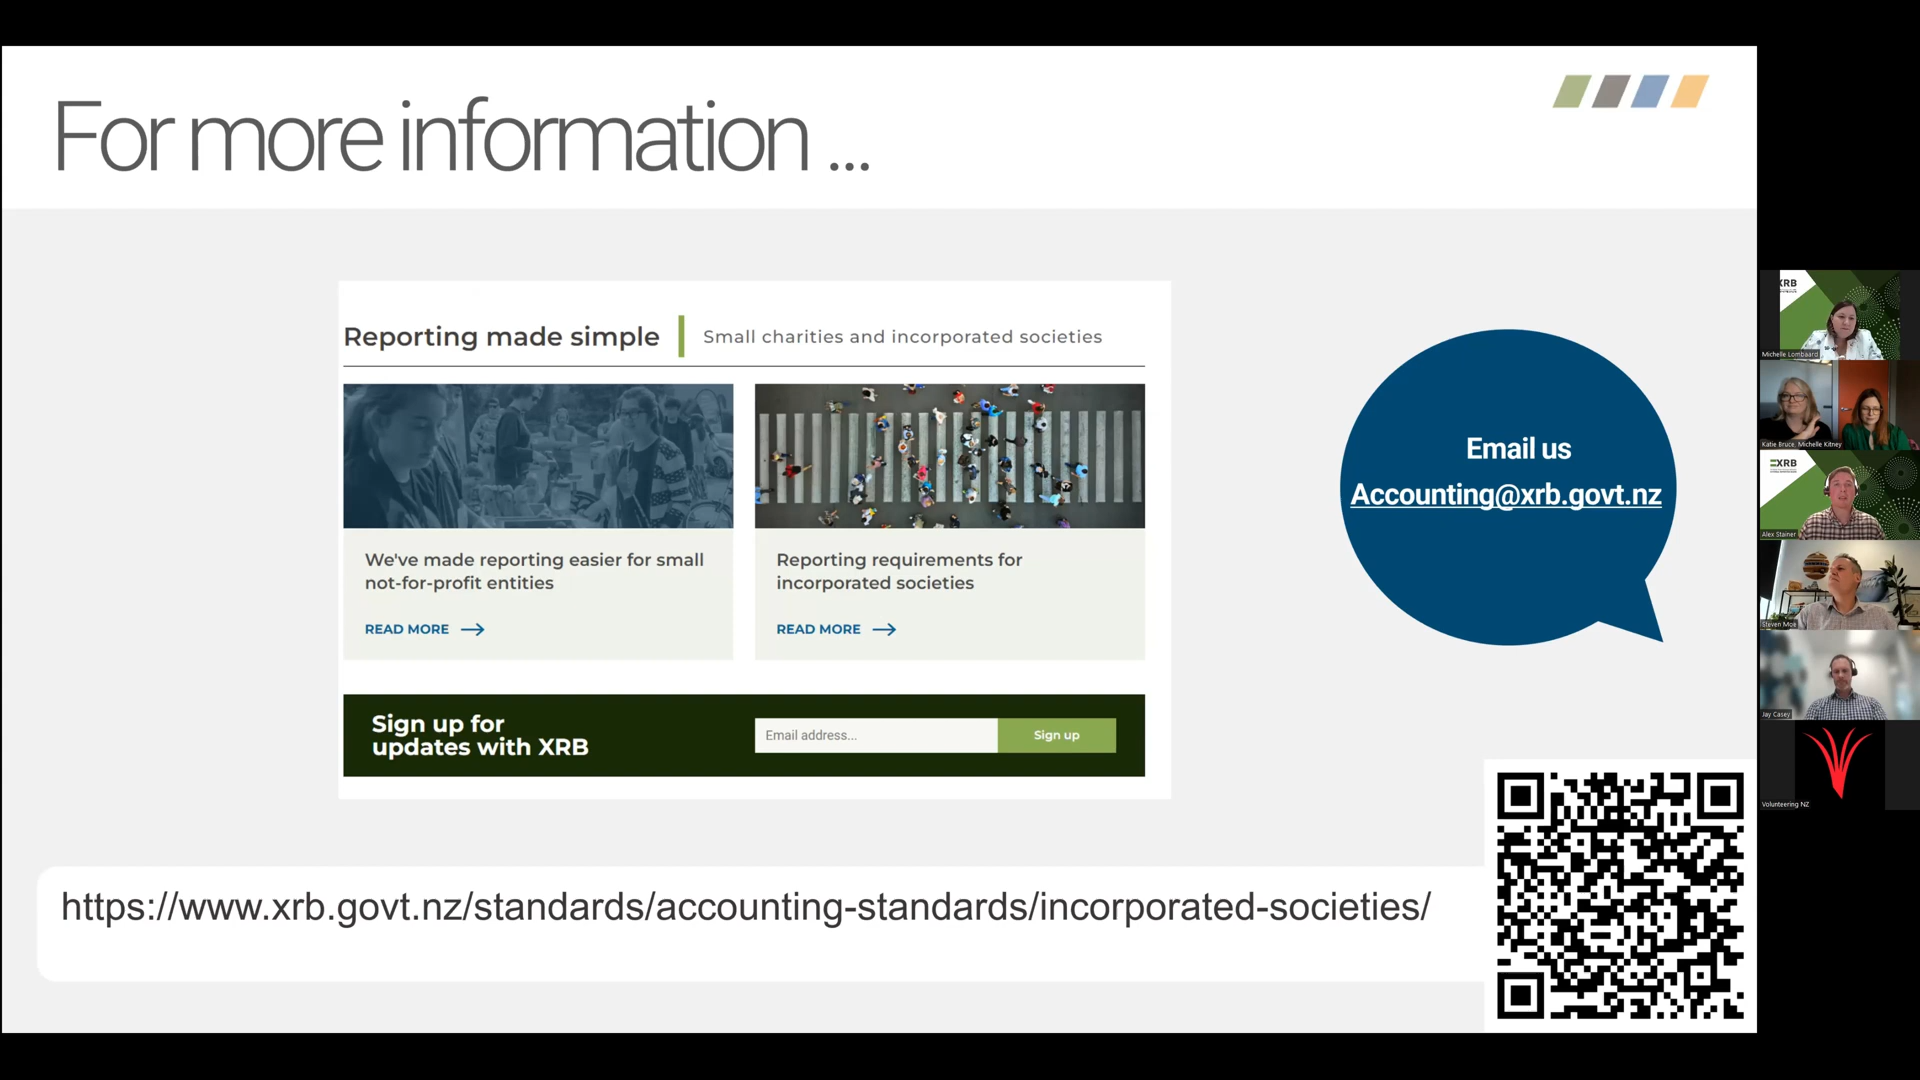 For more information ...
Reporting made simple
Small charities and incorporated societies
We've made reporting easier for small
not-for-profit entities
READ MORE
Reporting requirements for
incorporated societies
READ MORE
Sign up for
updates with XRB
Email address...
Sign up
Email us
Accounting@xrb.govt.nz
https://www.xrb.govt.nz/standards/accounting-standards/incorporated-societies/
XRB
Michelle Lombaard
Katie Bruce, Michelle Kitney
XRB
Alex Stainer
Steven Moe
Jay Casey
Volunteering NZ